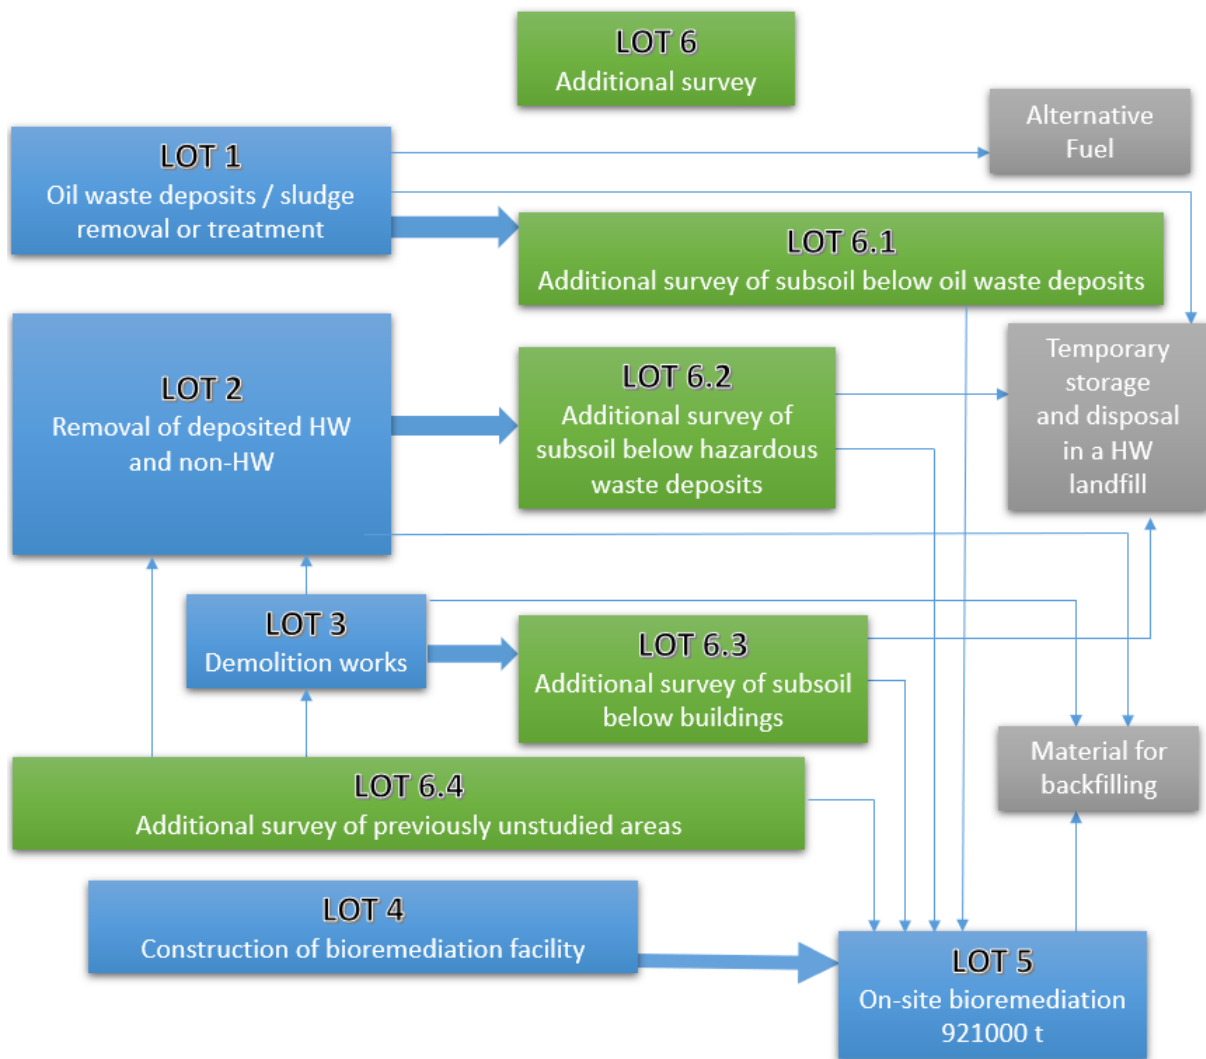 LOT 6
Additional survey
Alternative
Fuel
LOT 1
Oil waste deposits / sludge
removal or treatment
LOT 6.1
Additional survey of subsoil below oil waste deposits
LOT 2
Removal of deposited HW
and non-HW
LOT 6.2
Additional survey of
subsoil below hazardous
waste deposits
Temporary
storage
and disposal
in a HW
landfill
LOT 3
Demolition works
LOT 6.3
Additional survey of subsoil
below buildings
Material for
backfilling
LOT 6.4
Additional survey of previously unstudied areas
LOT 4
Construction of bioremediation facility
LOT 5
On-site bioremediation
921000 t